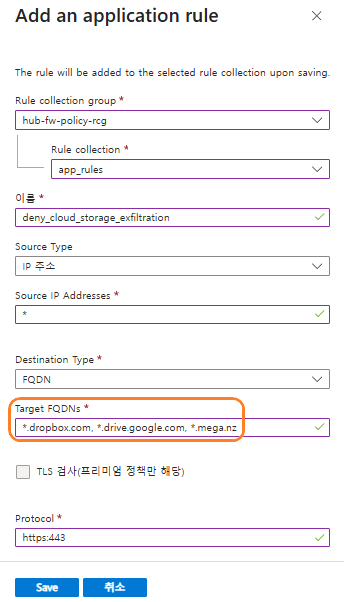 Add an application rule
The rule will be added to the selected rule collection upon saving.
Rule collection group *
hub-fw-policy-rcg
Rule collection *
app_rules
이름 *
deny_cloud_storage_exfiltration
Source Type
IP 주소
Source IP Addresses *
*
Destination Type *
FQDN
Target FQDNs *
*.dropbox.com, *.drive.google.com, *.mega.nz
TLS 검사(프리미엄 정책만 해당)
Protocol *
https:443
Save 취소